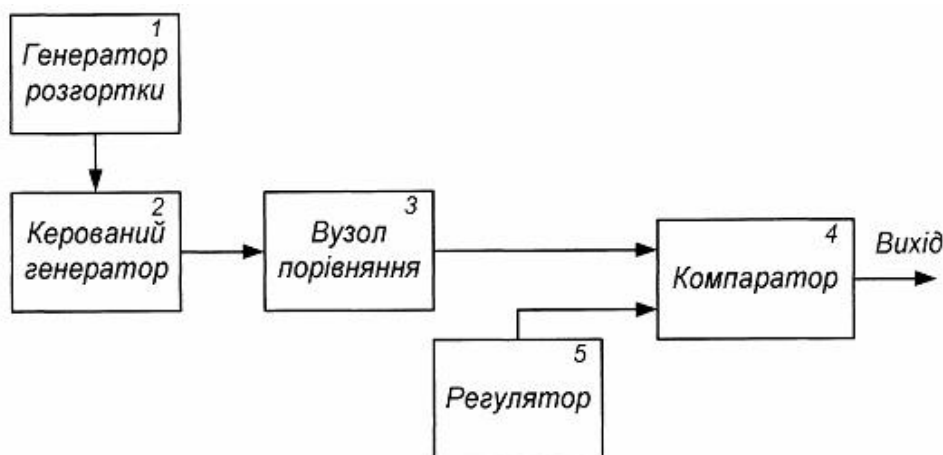 1
Генератор
розгортки
2
Керований
генератор
3
Вузол
порівняння
4
Компаратор
Вихід
5
Регулятор